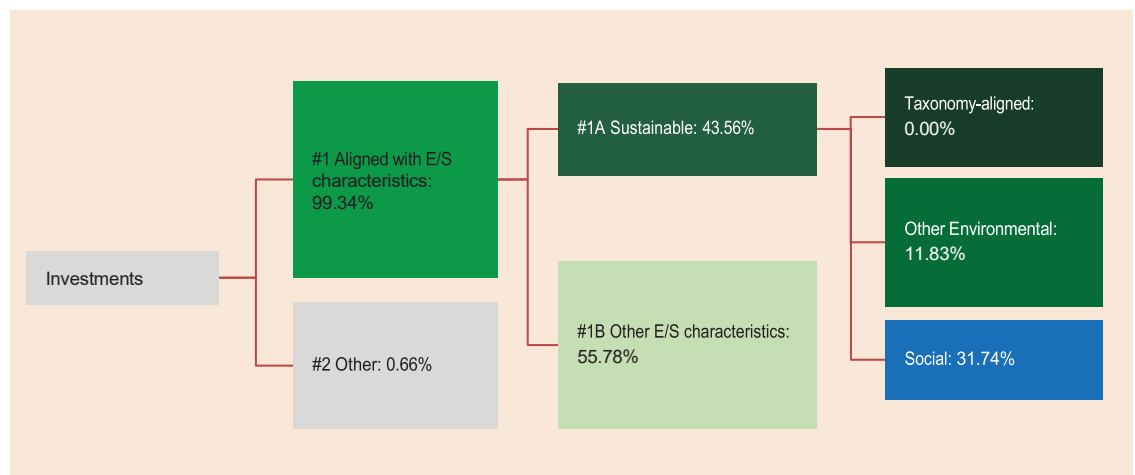 Investments
#1 Aligned with E/S
characteristics:
99.34%
#2 Other: 0.66%
#1A Sustainable: 43.56%
#1B Other E/S characteristics:
55.78%
Taxonomy-aligned:
0.00%
Other Environmental:
11.83%
Social: 31.74%